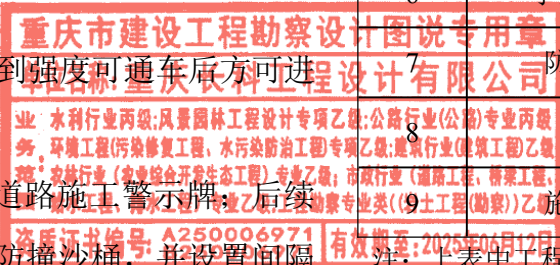 重庆市建设工程勘察设计图说专用章
到强度可通车后方可进
单位名称:重庆农科工程设计有限公司
7
防
业 水利行业丙级;风景园林工程设计专项乙级;公路行业(公路)专业丙级
务 环境工程(污染修复工程、水污染防治工程)专项乙级;建筑行业(建筑工程)乙级
8
道路施工警示牌；后续
9
施
资质证书编号:A250006971
有效期至:2025年06月12日
防撞沙桶，并设置间隔
注：上表中工程